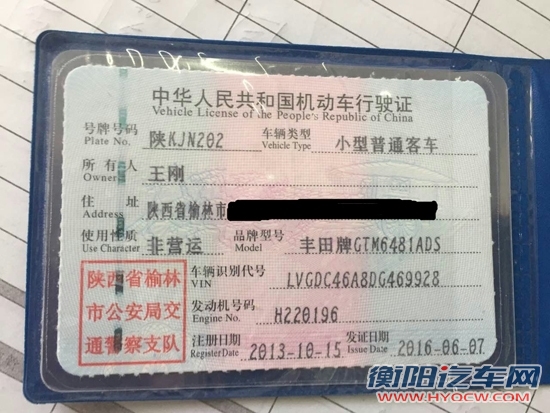 中华人民共和国机动车行驶证
Vehicle License of the People's Republic of China
号牌号码 陕KJN202 车辆类型 小型普通客车
Plate No. Vehicle Type
所有人 王刚
Owner
住址 陕西省榆林市
Address
使用性质 非营运 品牌型号 丰田牌GTM6481ADS
Use Character Model
陕西省榆林
市公安局交
通警察支队
车辆识别代号 LVGDC46A8DG469928
VIN
发动机号码 H220196
Engine No.
注册日期 2013-10-15 发证日期 2016-06-07
Register Date Issue Date
衡阳汽车网
WWW.HYQCW.COM